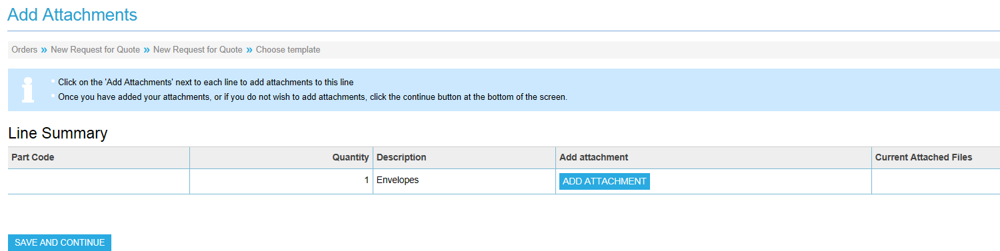 Add Attachments
Orders » New Request for Quote » New Request for Quote » Choose template
Click on the 'Add Attachments' next to each line to add attachments to this line
Once you have added your attachments, or if you do not wish to add attachments, click the continue button at the bottom of the screen.
Line Summary
Part Code Quantity Description Add attachment Current Attached Files
1 Envelopes ADD ATTACHMENT
SAVE AND CONTINUE